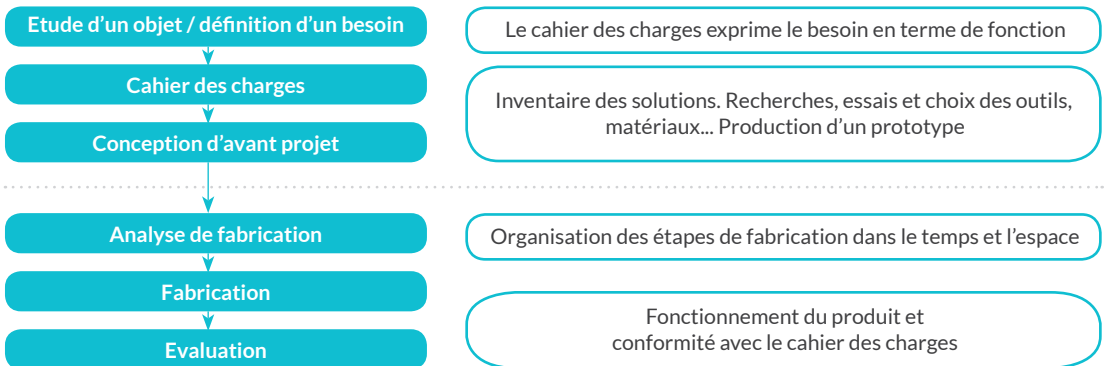 Etude d'un objet / définition d'un besoin
Le cahier des charges exprime le besoin en terme de fonction
Cahier des charges
Inventaire des solutions. Recherches, essais et choix des outils,
matériaux... Production d'un prototype
Conception d'avant projet
Analyse de fabrication
Organisation des étapes de fabrication dans le temps et l'espace
Fabrication
Fonctionnement du produit et
conformité avec le cahier des charges
Evaluation